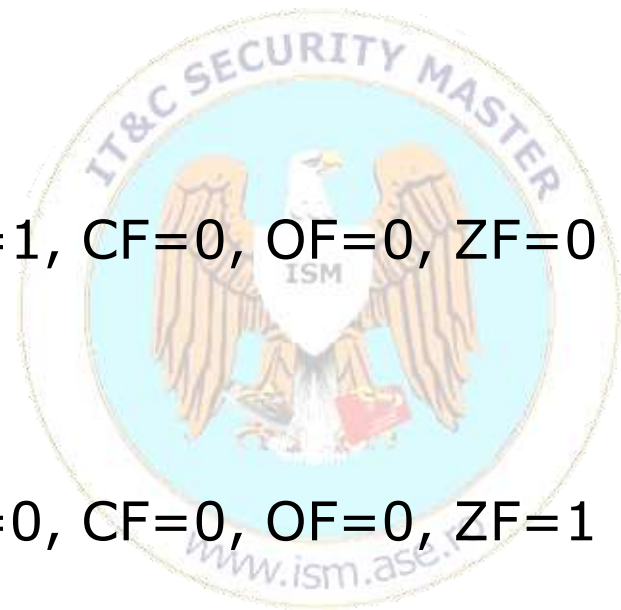 IT&C SECURITY MASTER
=1, CF=0, OF=0, ZF=0
ISM
=0, CF=0, OF=0, ZF=1
www.ism.ase.r